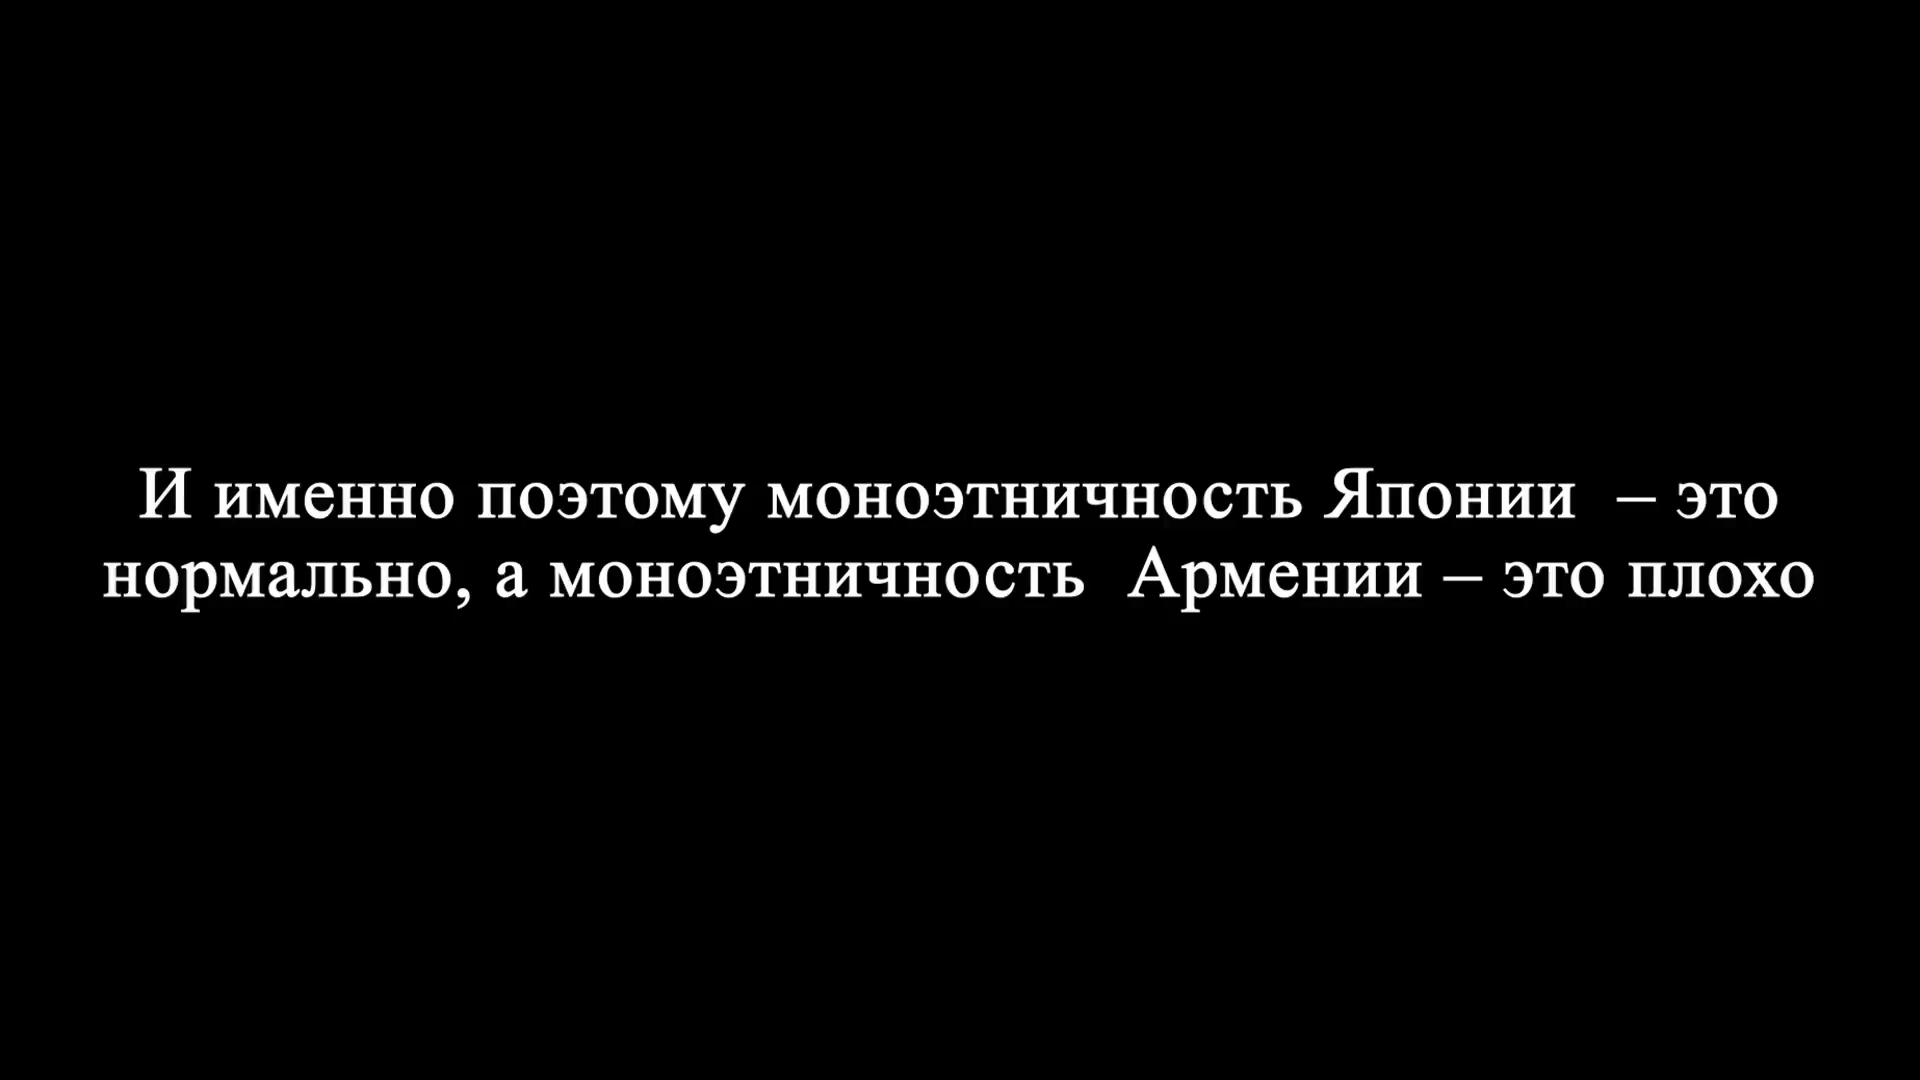 И именно поэтому моноэтничность Японии – это
нормально, а моноэтничность Армении – это плохо